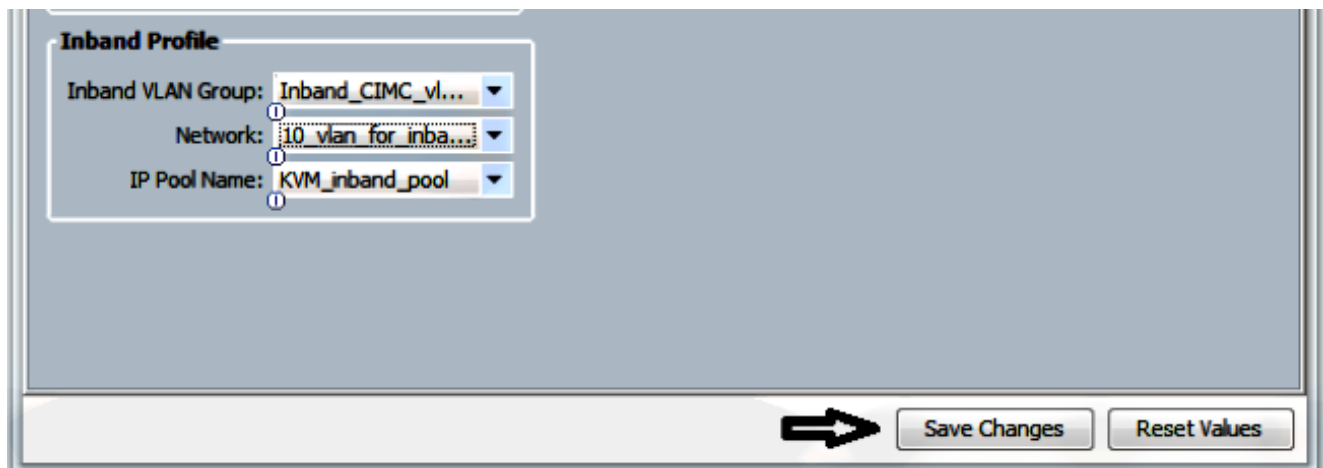 Inband Profile
Inband VLAN Group: Inband_CIMC_vl...
Network: 10_vlan_for_inba...
IP Pool Name: KVM_inband_pool
Save Changes Reset Values